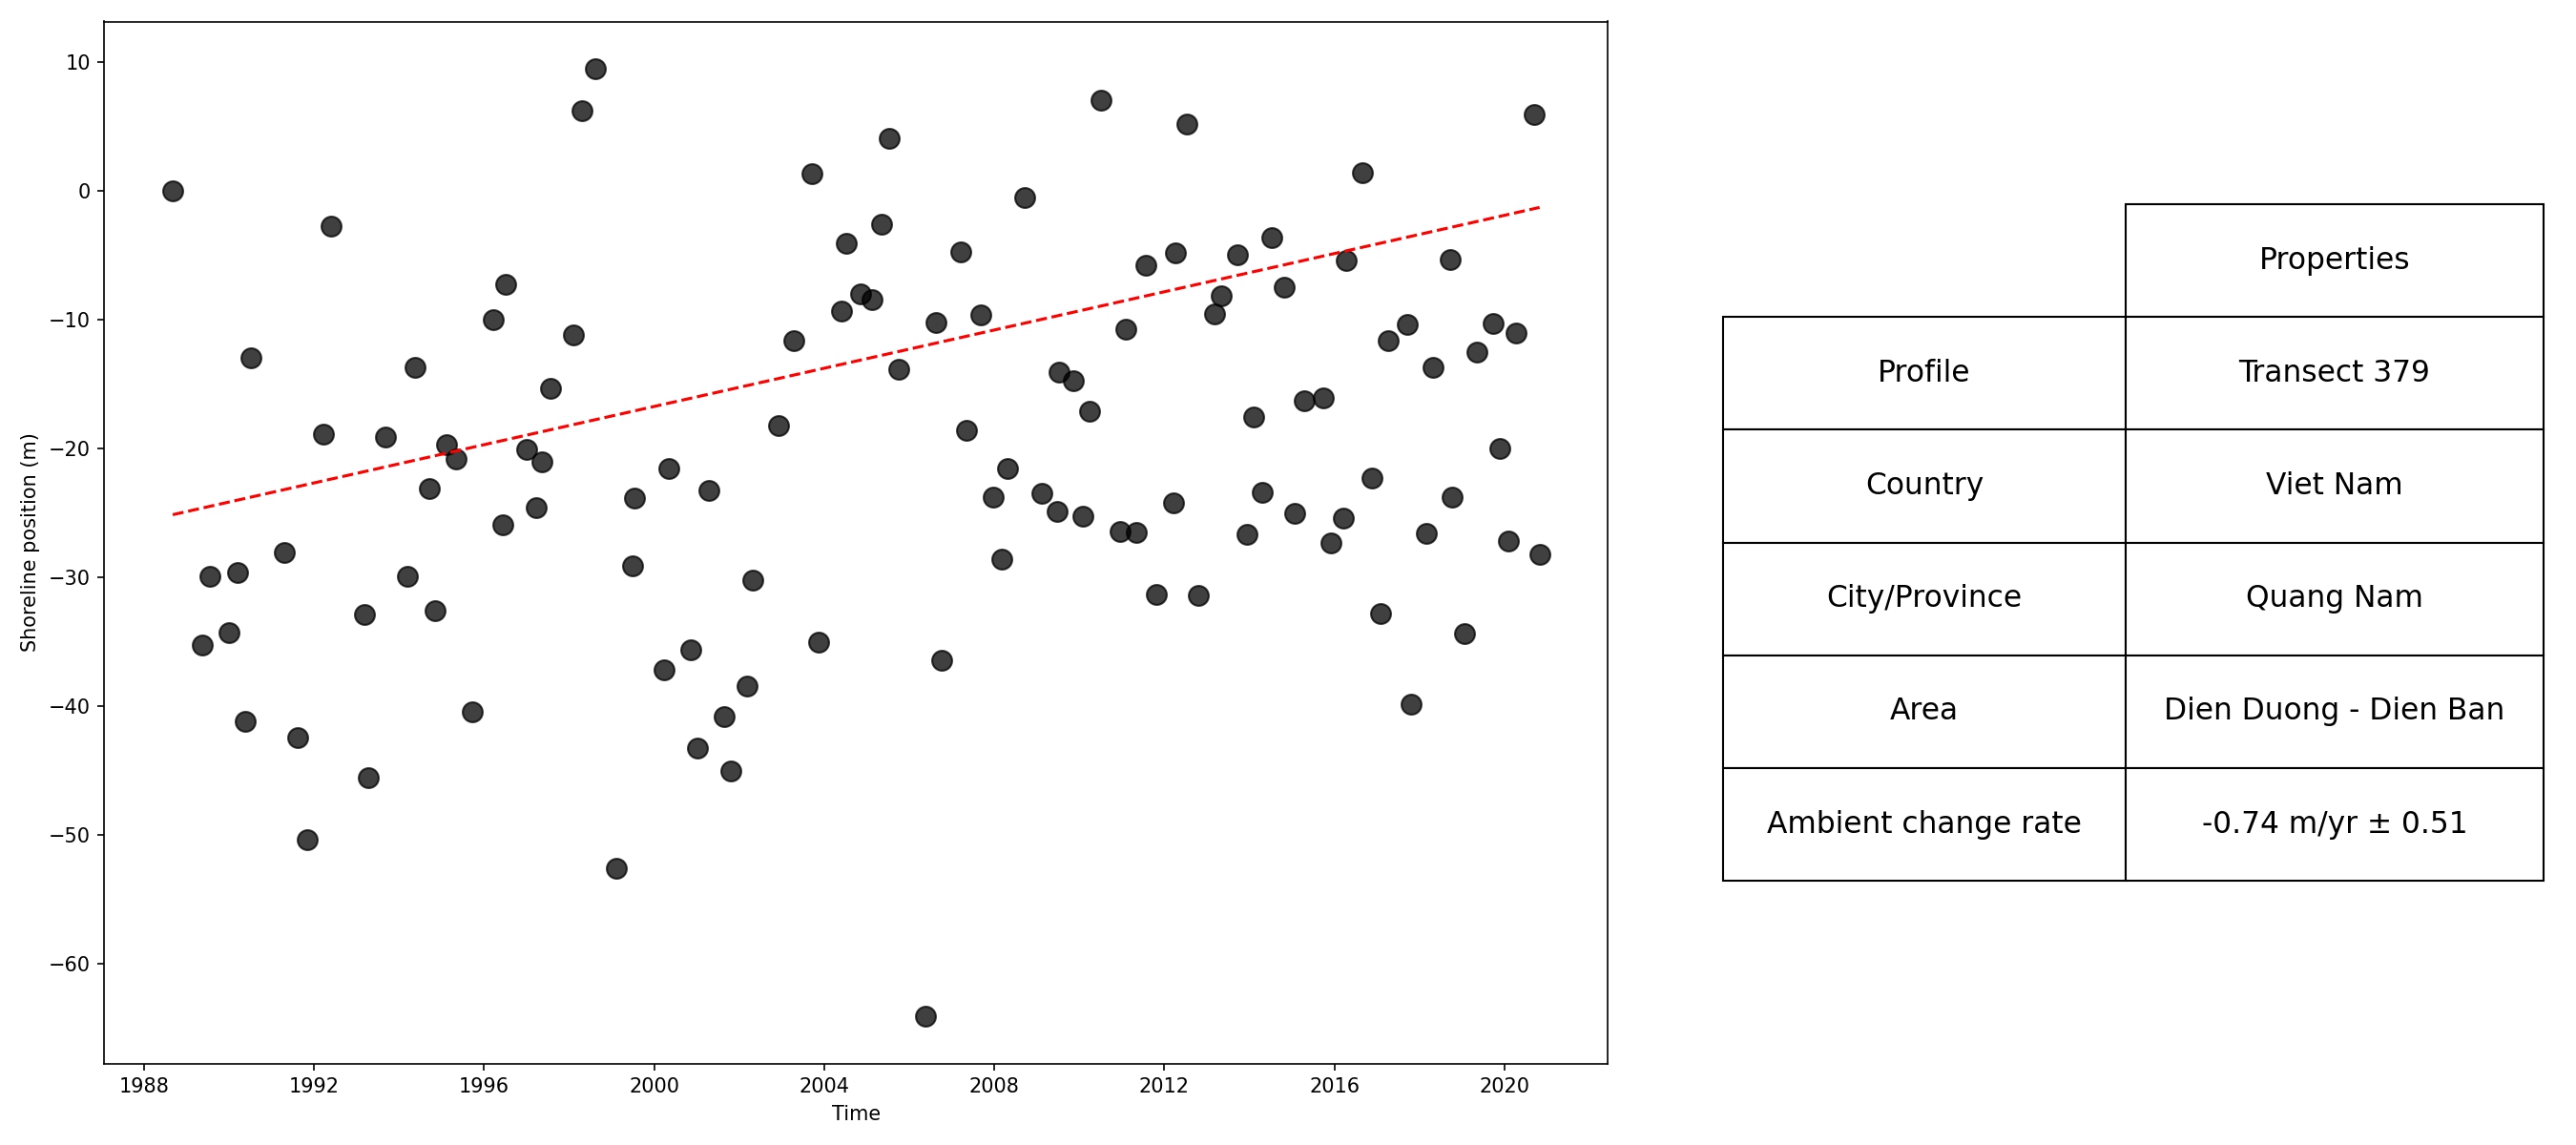 10
0
−10
−20
−30
−40
−50
−60
Shoreline position (m)
1988 1992 1996 2000 2004 2008 2012 2016 2020
Time
Properties
Profile Transect 379
Country Viet Nam
City/Province Quang Nam
Area Dien Duong - Dien Ban
Ambient change rate -0.74 m/yr ± 0.51